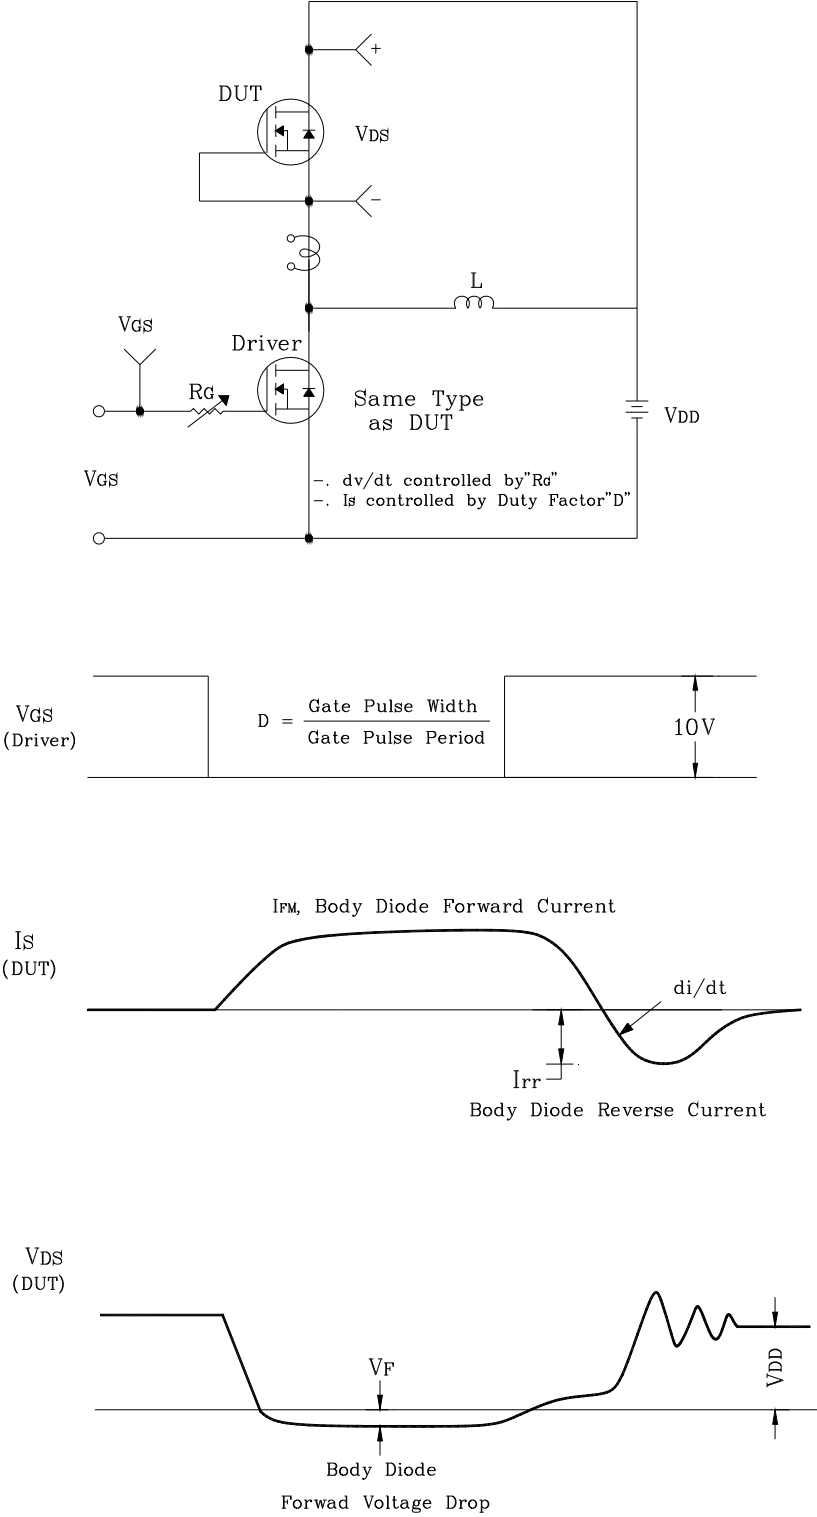 +
DUT
VDS
−
L
VGS
Driver
RG
Same Type
as DUT
VDD
VGS
−. dv/dt controlled by"RG"
−. Is controlled by Duty Factor"D"
VGS
(Driver)
D = Gate Pulse Width
Gate Pulse Period
10V
IFM, Body Diode Forward Current
IS
(DUT)
di/dt
Irr
Body Diode Reverse Current
VDS
(DUT)
VF
VDD
Body Diode
Forwad Voltage Drop